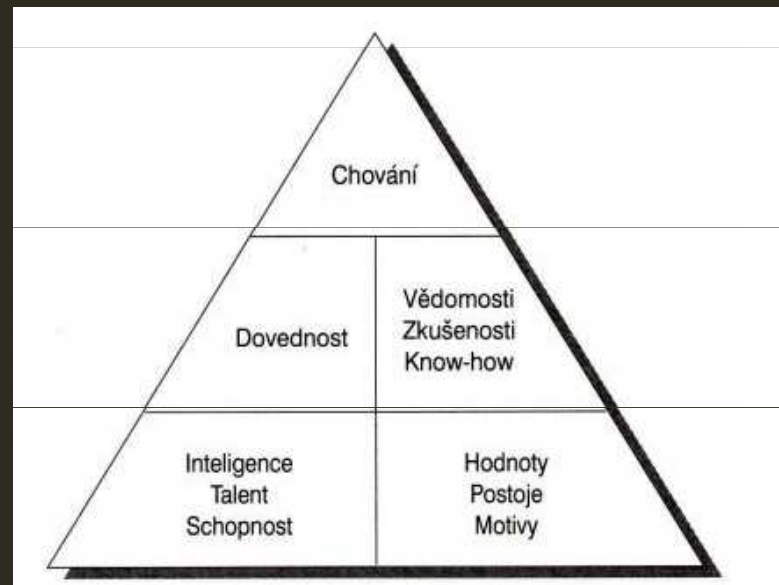 Chování
Dovednost
Vědomosti
Zkušenosti
Know-how
Inteligence
Talent
Schopnost
Hodnoty
Postoje
Motivy